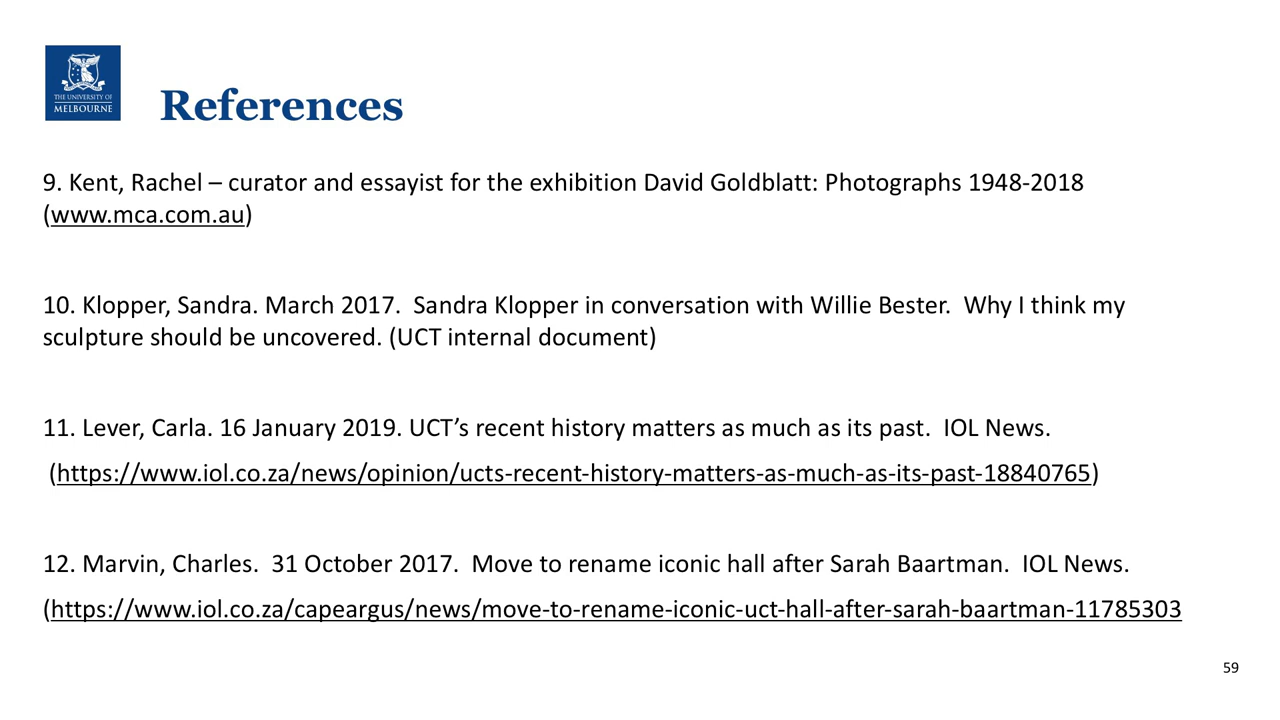 THE UNIVERSITY OF
MELBOURNE
References
9. Kent, Rachel – curator and essayist for the exhibition David Goldblatt: Photographs 1948-2018
(www.mca.com.au)
10. Klopper, Sandra. March 2017.  Sandra Klopper in conversation with Willie Bester.  Why I think my
sculpture should be uncovered. (UCT internal document)
11. Lever, Carla. 16 January 2019. UCT’s recent history matters as much as its past.  IOL News.
(https://www.iol.co.za/news/opinion/ucts-recent-history-matters-as-much-as-its-past-18840765)
12. Marvin, Charles.  31 October 2017.  Move to rename iconic hall after Sarah Baartman.  IOL News.
(https://www.iol.co.za/capeargus/news/move-to-rename-iconic-uct-hall-after-sarah-baartman-11785303
59